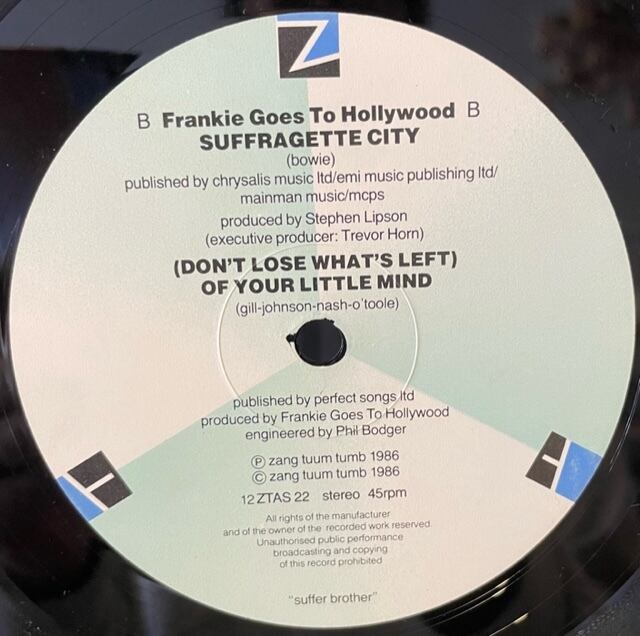 Z
B Frankie Goes To Hollywood B
SUFFRAGETTE CITY
(bowie)
published by chrysalis music ltd/emi music publishing ltd/
mainman music/mcps
produced by Stephen Lipson
(executive producer: Trevor Horn)
(DON'T LOSE WHAT'S LEFT)
OF YOUR LITTLE MIND
(gill-johnson-nash-o'toole)
published by perfect songs ltd
produced by Frankie Goes To Hollywood
engineered by Phil Bodger
Ⓟ zang tuum tumb 1986
© zang tuum tumb 1986
T
T
12 ZTAS 22 stereo 45rpm
All rights of the manufacturer
and of the owner of the recorded work reserved.
Unauthorised public performance
broadcasting and copying
of this record prohibited
"suffer brother"